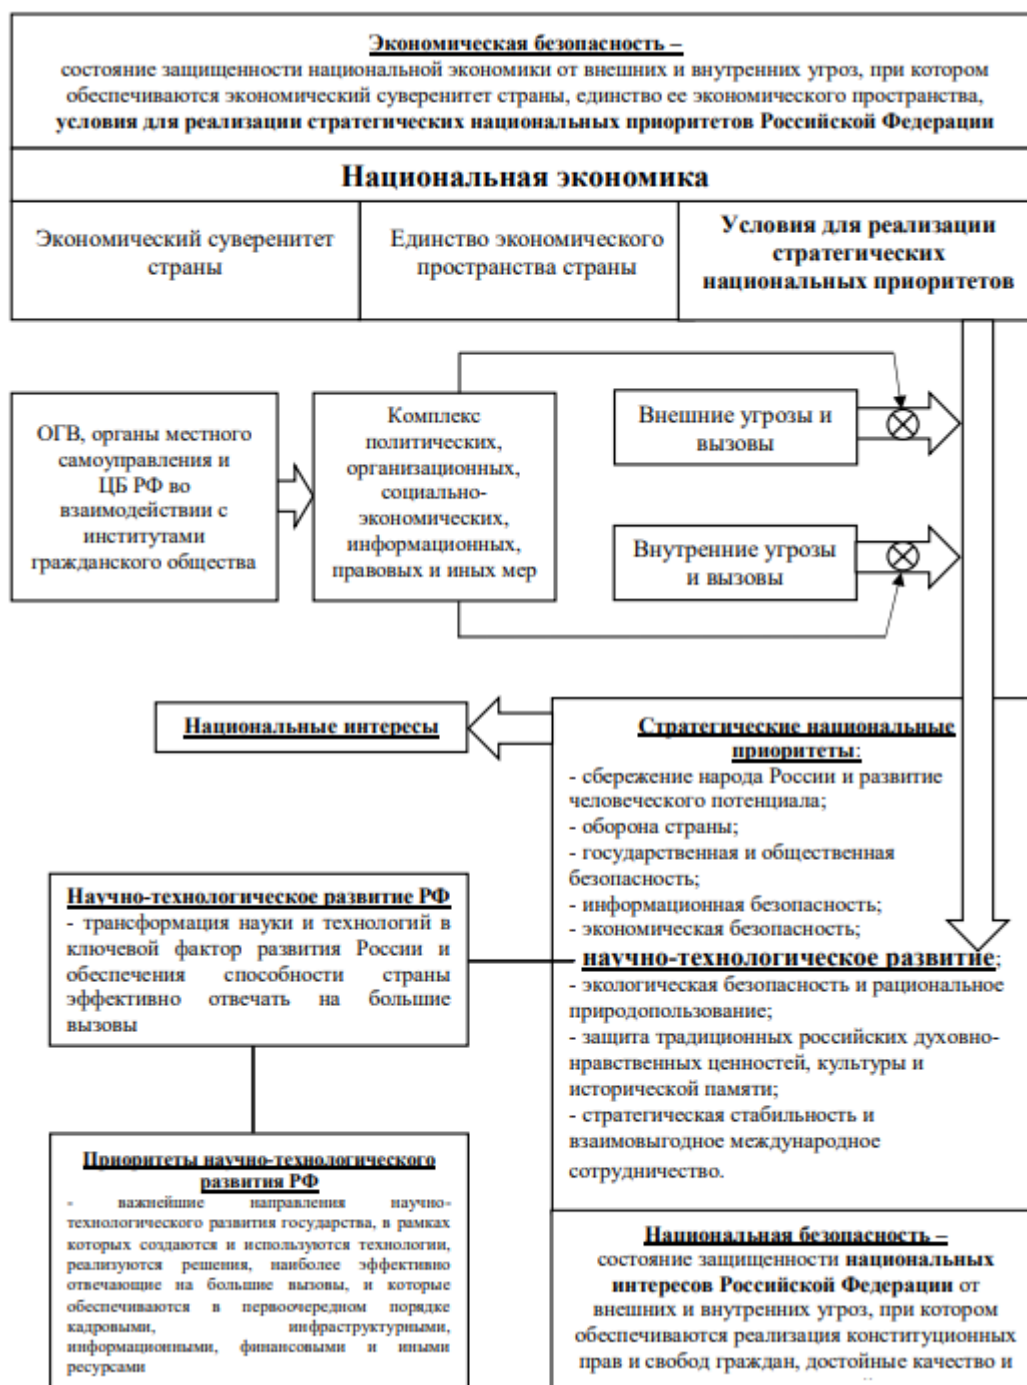 Экономическая безопасность –
состояние защищенности национальной экономики от внешних и внутренних угроз, при котором
обеспечиваются экономический суверенитет страны, единство ее экономического пространства,
условия для реализации стратегических национальных приоритетов Российской Федерации
Национальная экономика
Экономический суверенитет
страны
Единство экономического
пространства страны
Условия для реализации
стратегических
национальных приоритетов
ОГВ, органы местного
самоуправления и
ЦБ РФ во
взаимодействии с
институтами
гражданского общества
Комплекс
политических,
организационных,
социально-
экономических,
информационных,
правовых и иных мер
Внешние угрозы и
вызовы
Внутренние угрозы
и вызовы
Национальные интересы
Стратегические национальные
приоритеты:
- сбережение народа России и развитие
человеческого потенциала;
- оборона страны;
- государственная и общественная
безопасность;
- информационная безопасность;
- экономическая безопасность;
научно-технологическое развитие;
- экологическая безопасность и рациональное
природопользование;
- защита традиционных российских духовно-
нравственных ценностей, культуры и
исторической памяти;
- стратегическая стабильность и
взаимовыгодное международное
сотрудничество.
Научно-технологическое развитие РФ
- трансформация науки и технологий в
ключевой фактор развития России и
обеспечения способности страны
эффективно отвечать на большие
вызовы
Приоритеты научно-технологического
развития РФ
- важнейшие направления научно-
технологического развития государства, в рамках
которых создаются и используются технологии,
реализуются решения, наиболее эффективно
отвечающие на большие вызовы, и которые
обеспечиваются в первоочередном порядке
кадровыми, инфраструктурными,
информационными, финансовыми и иными
ресурсами
Национальная безопасность –
состояние защищенности национальных
интересов Российской Федерации от
внешних и внутренних угроз, при котором
обеспечиваются реализация конституционных
прав и свобод граждан, достойные качество и